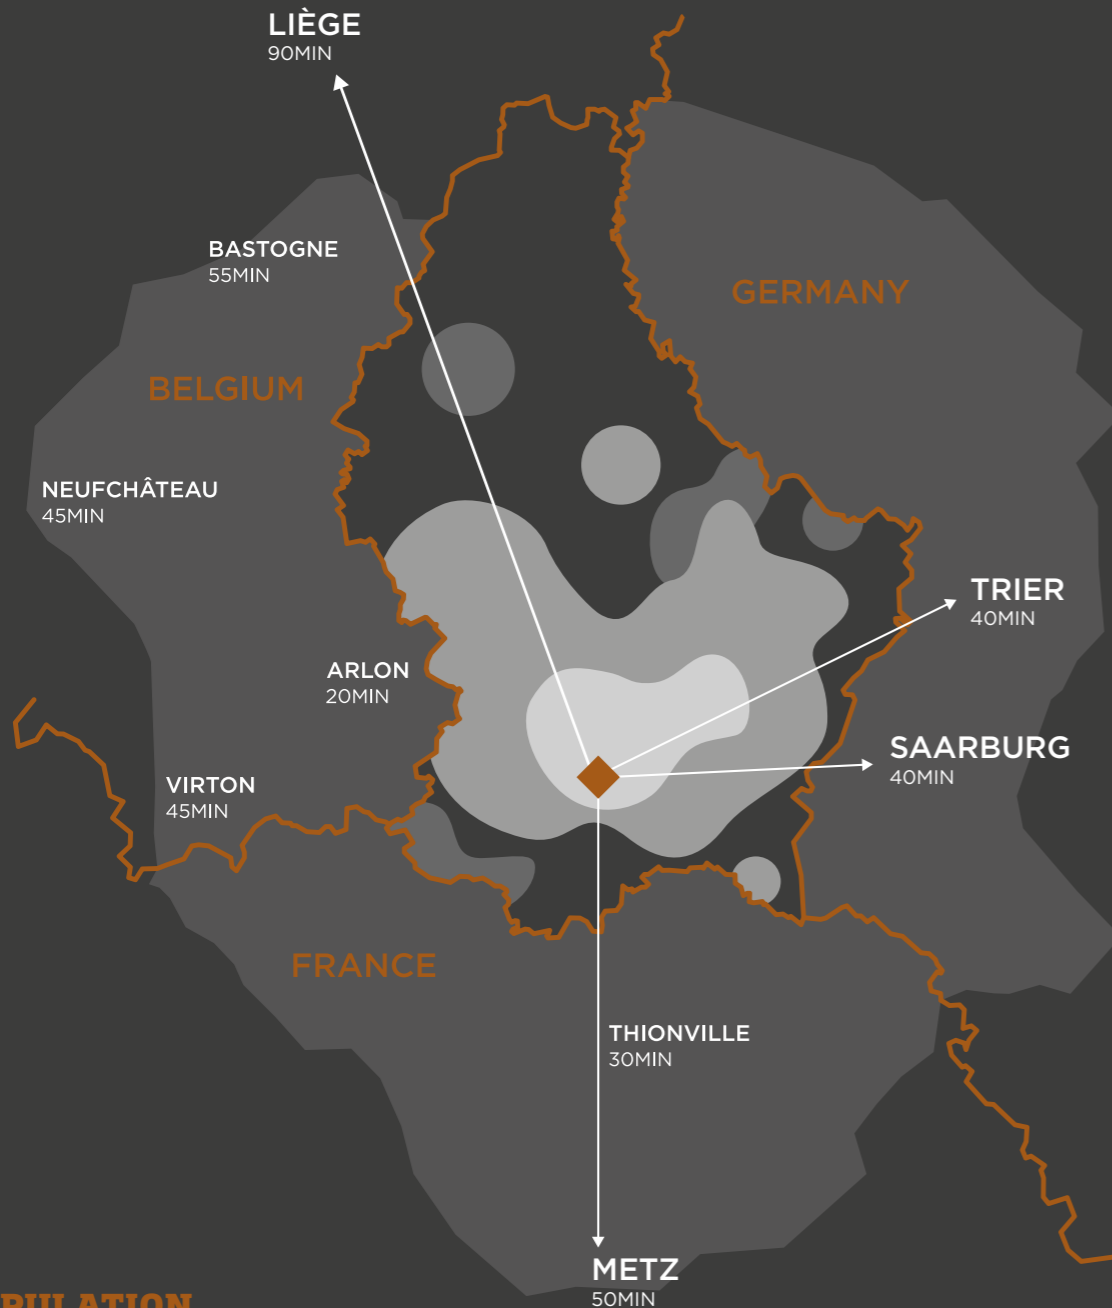 LIÈGE
90MIN
BASTOGNE
55MIN
GERMANY
BELGIUM
NEUFCHÂTEAU
45MIN
TRIER
40MIN
ARLON
20MIN
SAARBURG
40MIN
VIRTON
45MIN
FRANCE
THIONVILLE
30MIN
METZ
50MIN